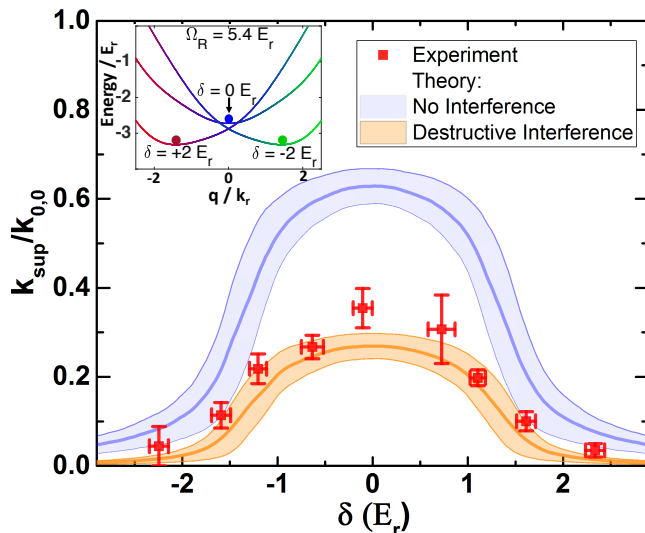 1.0
0.8
0.6
0.4
0.2
0.0
k_sup/k_0,0
-2
-1
0
1
2
δ (E_r)
Experiment
Theory:
No Interference
Destructive Interference
Ω_R = 5.4 E_r
δ = 0 E_r
δ = +2 E_r
δ = -2 E_r
Energy / E_r
-1
-2
-3
-2
0
2
q / k_r